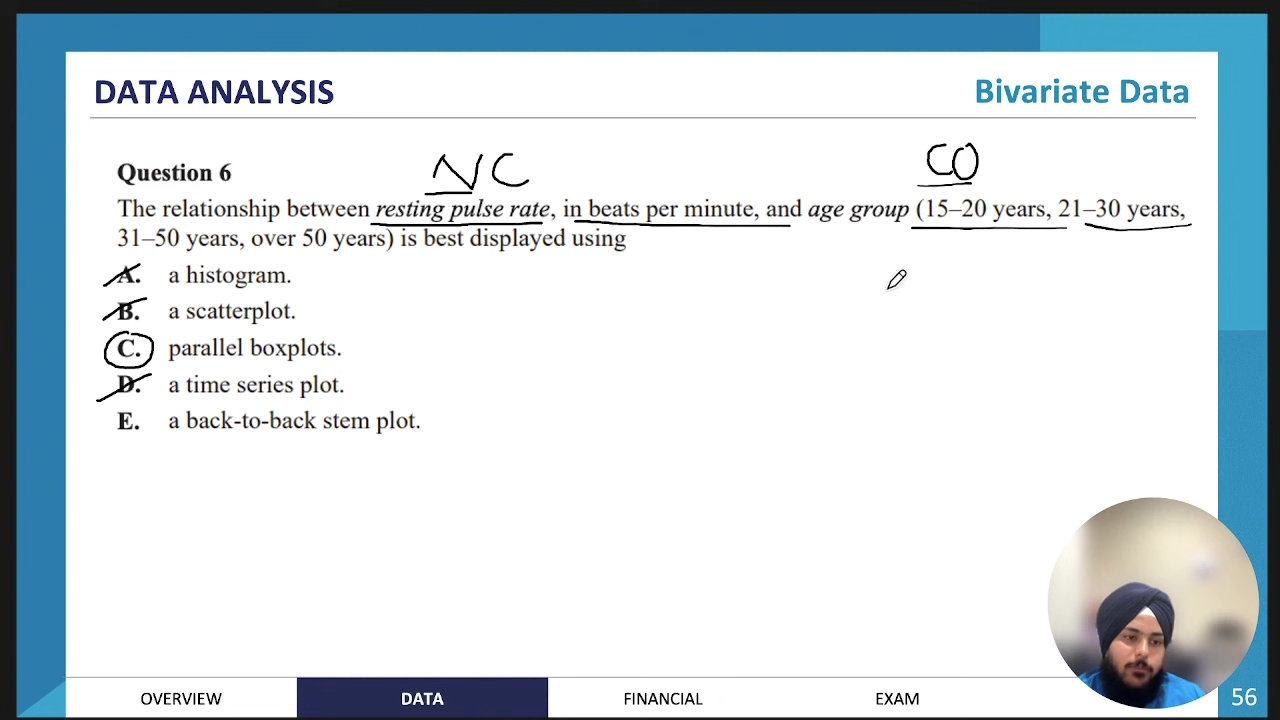 DATA ANALYSIS
Bivariate Data
NC
CO
Question 6
The relationship between resting pulse rate, in beats per minute, and age group (15–20 years, 21–30 years,
31–50 years, over 50 years) is best displayed using
A. a histogram.
B. a scatterplot.
C. parallel boxplots.
D. a time series plot.
E. a back-to-back stem plot.
OVERVIEW
DATA
FINANCIAL
EXAM
56